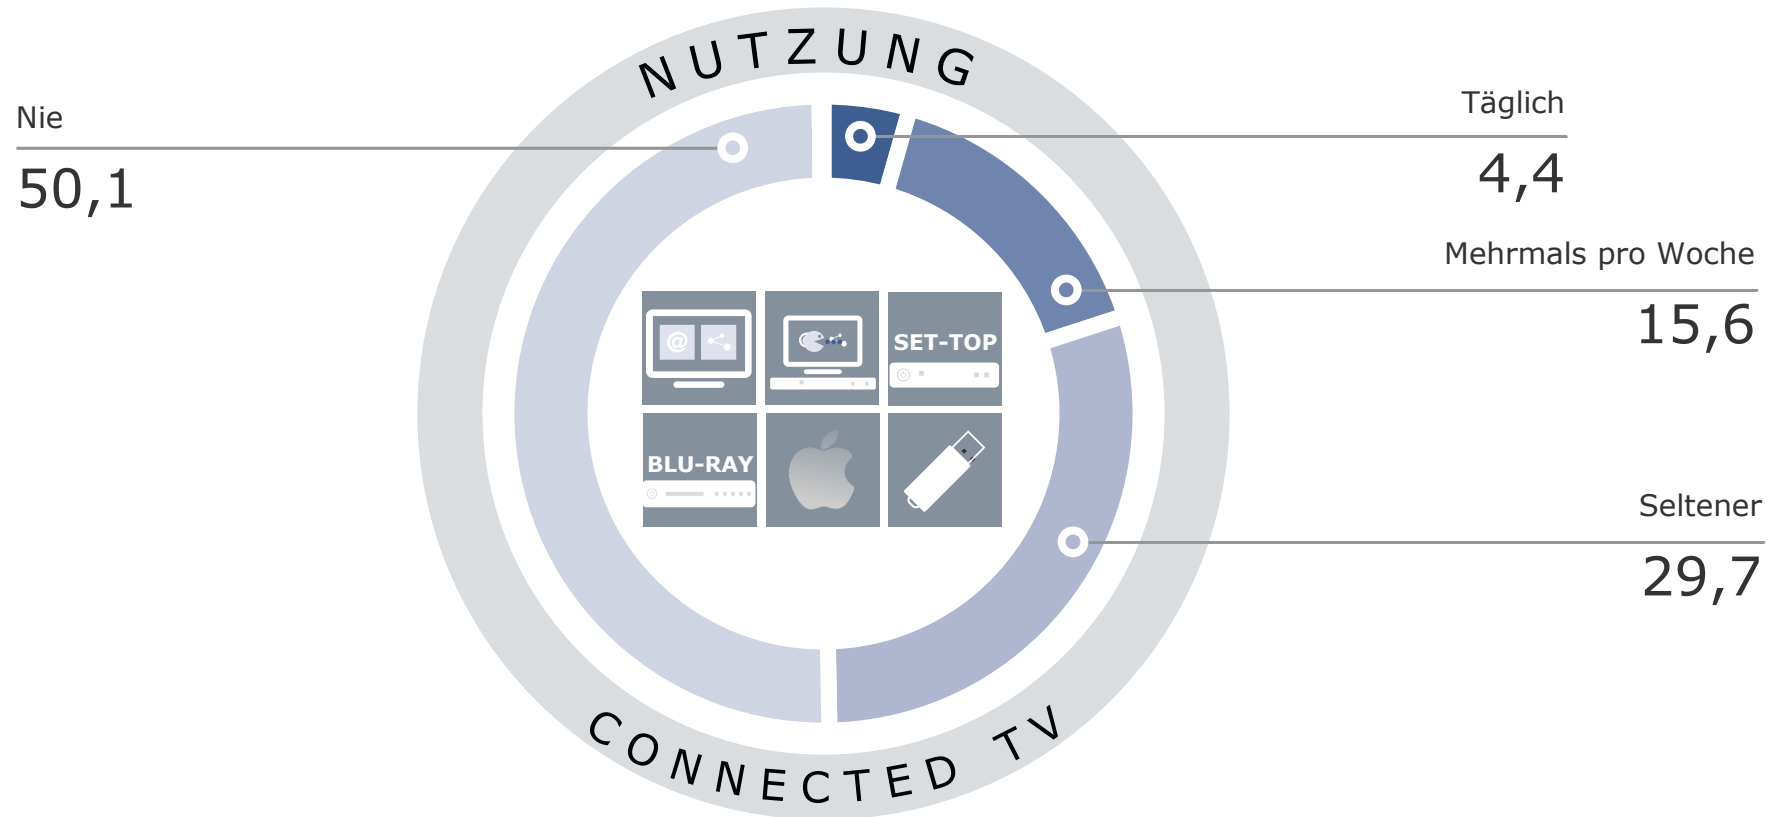 NUTZUNG
Nie
50,1
Täglich
4,4
Mehrmals pro Woche
15,6
@
SET-TOP
BLU-RAY
Seltener
29,7
CONNECTED TV